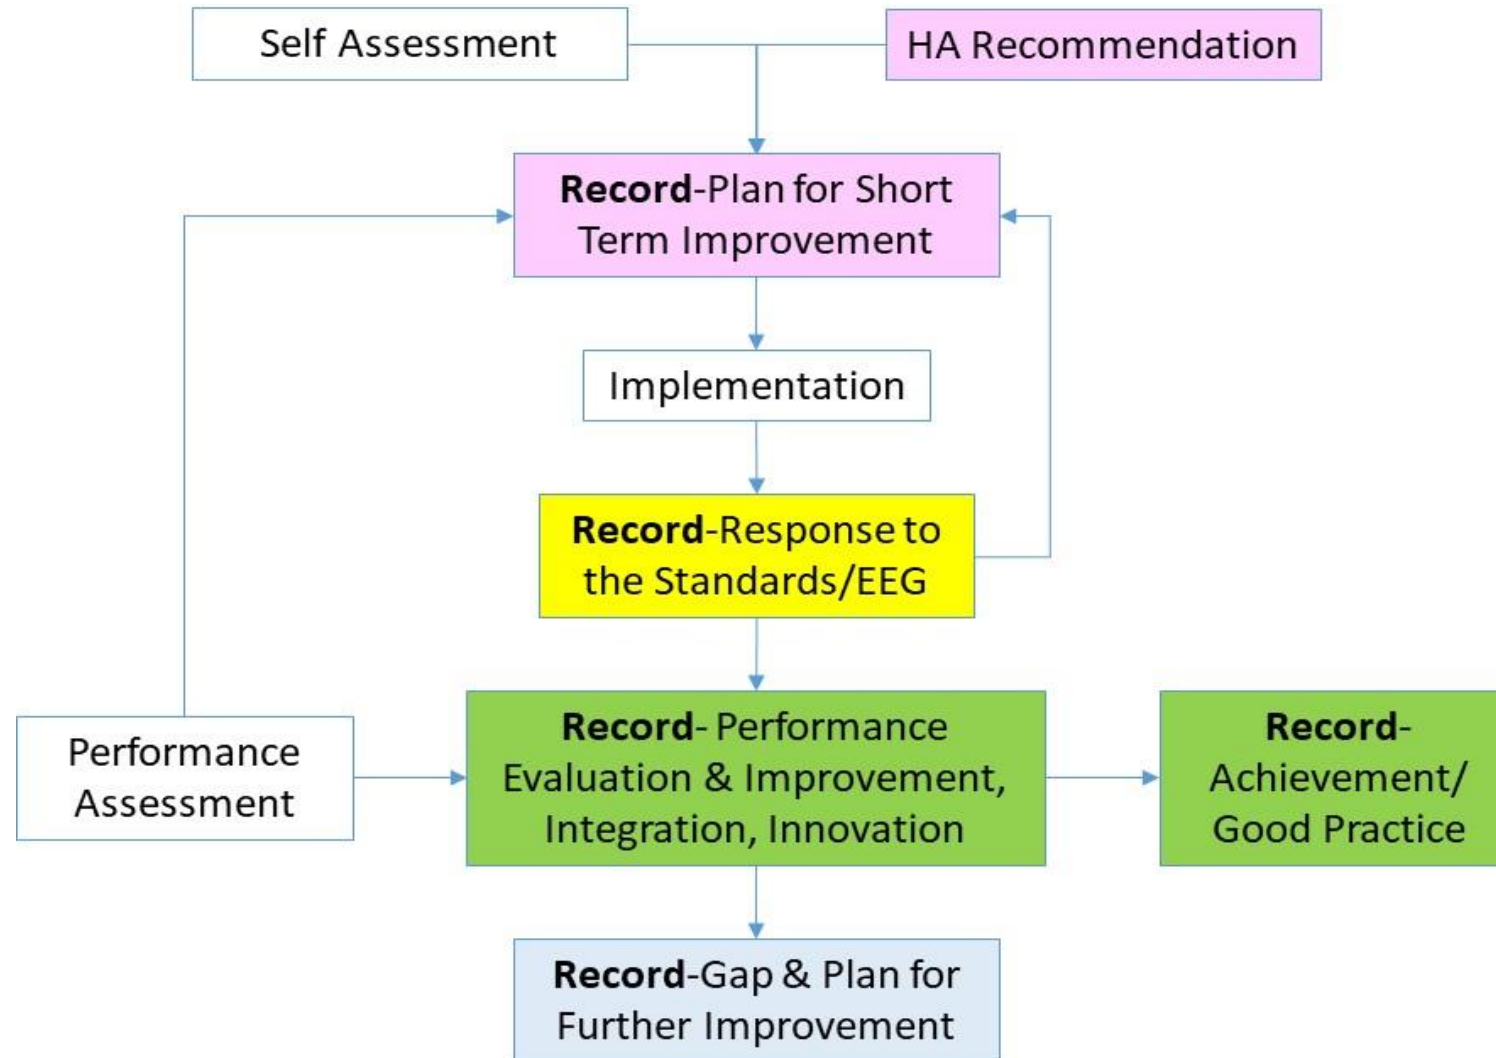 Self Assessment
HA Recommendation
Record-Plan for Short
Term Improvement
Implementation
Record-Response to
the Standards/EEG
Performance
Assessment
Record- Performance
Evaluation & Improvement,
Integration, Innovation
Record-
Achievement/
Good Practice
Record-Gap & Plan for
Further Improvement